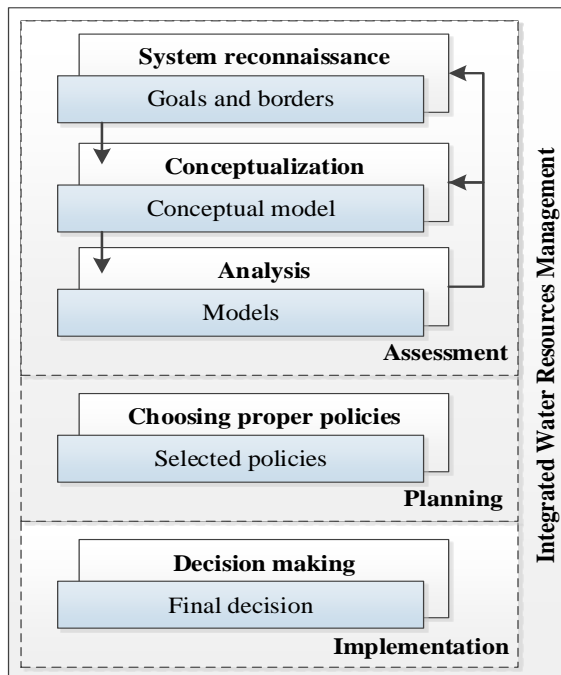 System reconnaissance
Goals and borders
Conceptualization
Conceptual model
Analysis
Models
Assessment
Choosing proper policies
Selected policies
Planning
Decision making
Final decision
Implementation
Integrated Water Resources Management